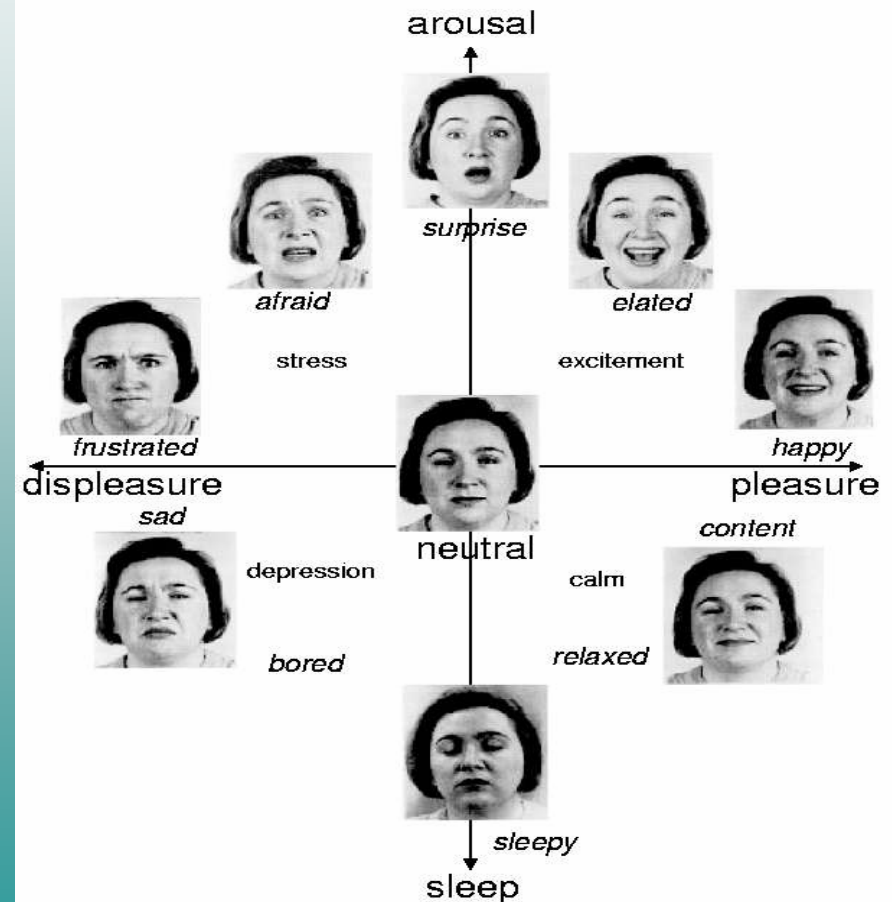 arousal
surprise
afraid
elated
stress
excitement
frustrated
happy
displeasure
pleasure
sad
content
neutral
depression
calm
bored
relaxed
sleepy
sleep